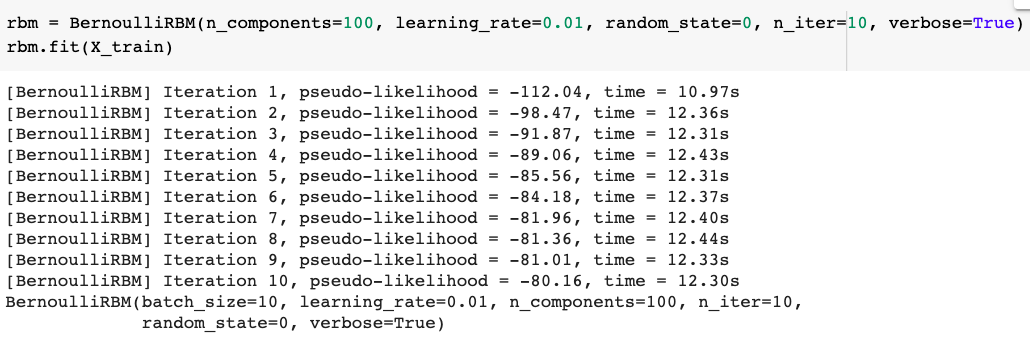 rbm = BernoulliRBM(n_components=100, learning_rate=0.01, random_state=0, n_iter=10, verbose=True)
rbm.fit(X_train)
[BernoulliRBM] Iteration 1, pseudo-likelihood = -112.04, time = 10.97s
[BernoulliRBM] Iteration 2, pseudo-likelihood = -98.47, time = 12.36s
[BernoulliRBM] Iteration 3, pseudo-likelihood = -91.87, time = 12.31s
[BernoulliRBM] Iteration 4, pseudo-likelihood = -89.06, time = 12.43s
[BernoulliRBM] Iteration 5, pseudo-likelihood = -85.56, time = 12.31s
[BernoulliRBM] Iteration 6, pseudo-likelihood = -84.18, time = 12.37s
[BernoulliRBM] Iteration 7, pseudo-likelihood = -81.96, time = 12.40s
[BernoulliRBM] Iteration 8, pseudo-likelihood = -81.36, time = 12.44s
[BernoulliRBM] Iteration 9, pseudo-likelihood = -81.01, time = 12.33s
[BernoulliRBM] Iteration 10, pseudo-likelihood = -80.16, time = 12.30s
BernoulliRBM(batch_size=10, learning_rate=0.01, n_components=100, n_iter=10,
random_state=0, verbose=True)